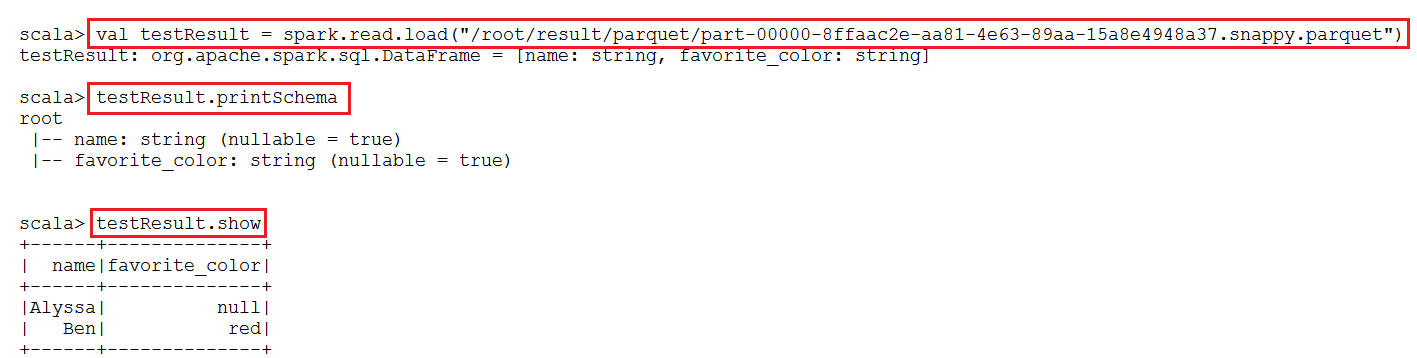 scala> val testResult = spark.read.load("/root/result/parquet/part-00000-8ffaac2e-aa81-4e63-89aa-15a8e4948a37.snappy.parquet")
testResult: org.apache.spark.sql.DataFrame = [name: string, favorite_color: string]
scala> testResult.printSchema
root
 |-- name: string (nullable = true)
 |-- favorite_color: string (nullable = true)
scala> testResult.show
+------+--------------+
|  name|favorite_color|
+------+--------------+
|Alyssa|          null|
|   Ben|           red|
+------+--------------+